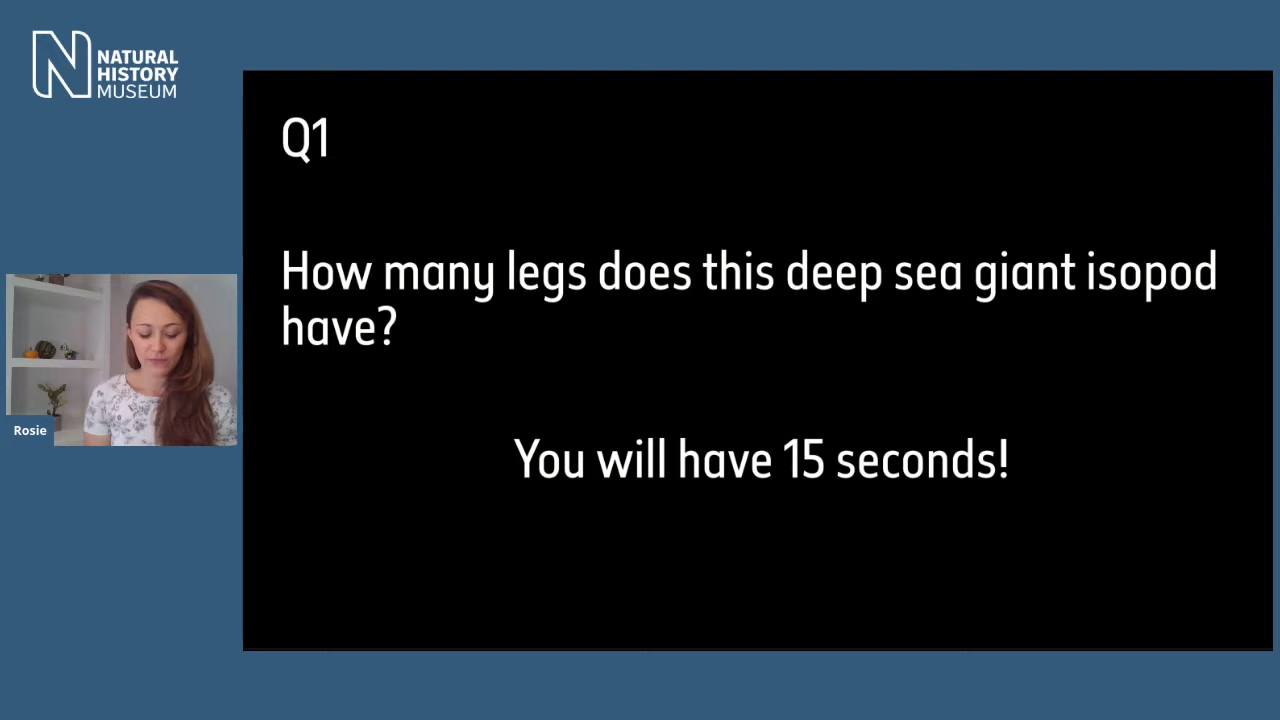 NATURAL
HISTORY
MUSEUM
Q1
How many legs does this deep sea giant isopod
have?
You will have 15 seconds!
Rosie